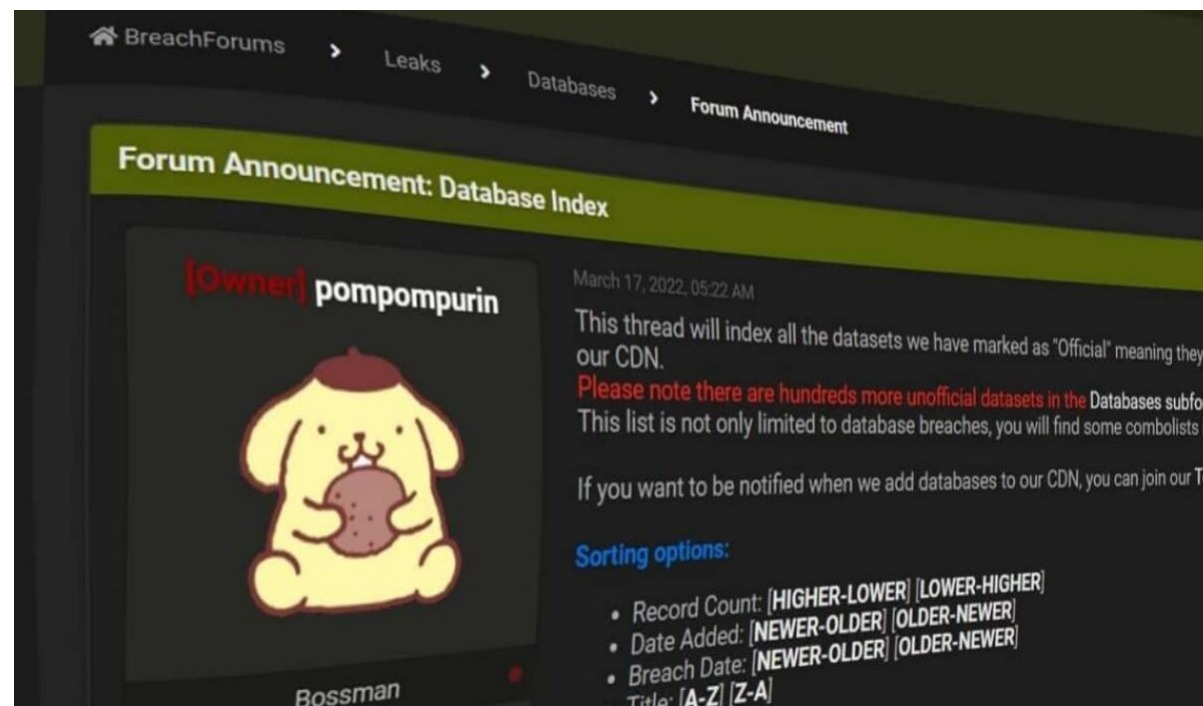 BreachForums > Leaks > Databases > Forum Announcement
Forum Announcement: Database Index
[Owner] pompompurin
Bossman
March 17, 2022, 05:22 AM
This thread will index all the datasets we have marked as "Official" meaning they
our CDN.
Please note there are hundreds more unofficial datasets in the Databases subfo
This list is not only limited to database breaches, you will find some combolists
If you want to be notified when we add databases to our CDN, you can join our T
Sorting options:
• Record Count: [HIGHER-LOWER] [LOWER-HIGHER]
• Date Added: [NEWER-OLDER] [OLDER-NEWER]
• Breach Date: [NEWER-OLDER] [OLDER-NEWER]
Title: [A-Z] [Z-A]